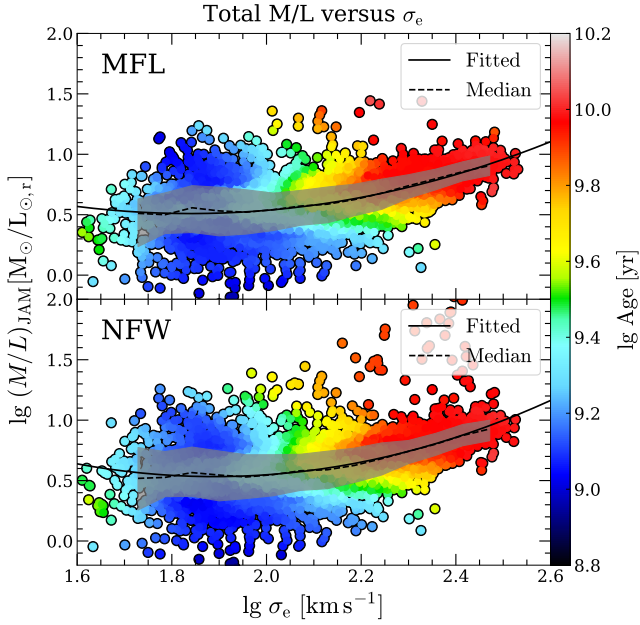 Total M/L versus σe
MFL
Fitted
Median
2.0
1.5
1.0
0.5
0.0
NFW
Fitted
Median
2.0
1.5
1.0
0.5
0.0
1.6 1.8 2.0 2.2 2.4 2.6
lg σe [km s−1]
lg (M/L)JAM[M⊙/L⊙,r]
10.2
10.0
9.8
9.6
9.4
9.2
9.0
8.8
lg Age [yr]